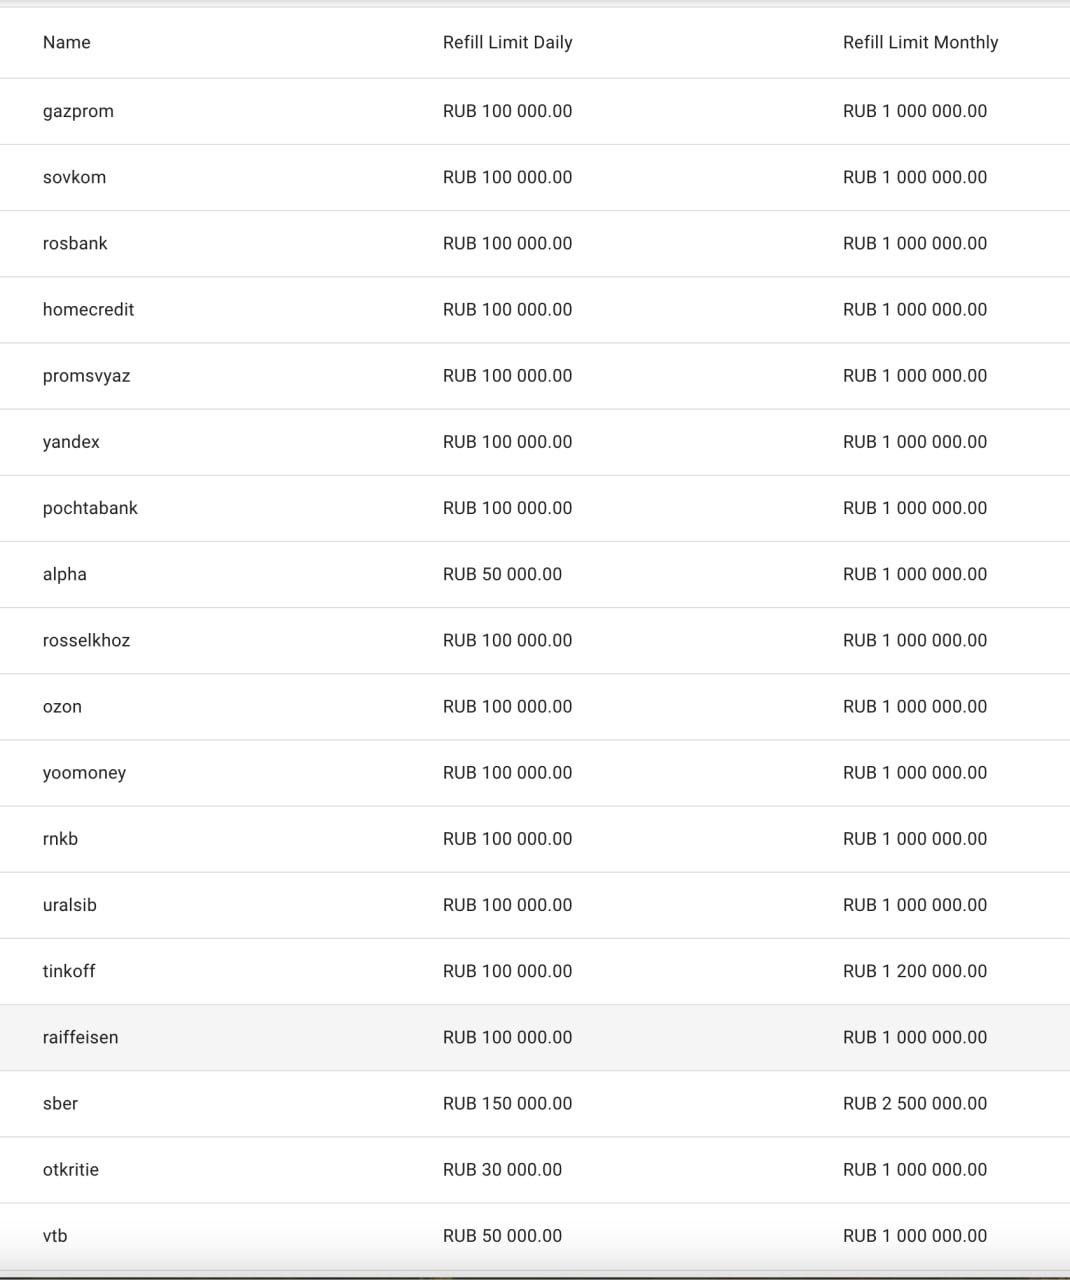 Name Refill Limit Daily Refill Limit Monthly
gazprom RUB 100 000.00 RUB 1 000 000.00
sovkom RUB 100 000.00 RUB 1 000 000.00
rosbank RUB 100 000.00 RUB 1 000 000.00
homecredit RUB 100 000.00 RUB 1 000 000.00
promsvyaz RUB 100 000.00 RUB 1 000 000.00
yandex RUB 100 000.00 RUB 1 000 000.00
pochtabank RUB 100 000.00 RUB 1 000 000.00
alpha RUB 50 000.00 RUB 1 000 000.00
rosselkhoz RUB 100 000.00 RUB 1 000 000.00
ozon RUB 100 000.00 RUB 1 000 000.00
yoomoney RUB 100 000.00 RUB 1 000 000.00
rnkb RUB 100 000.00 RUB 1 000 000.00
uralsib RUB 100 000.00 RUB 1 000 000.00
tinkoff RUB 100 000.00 RUB 1 200 000.00
raiffeisen RUB 100 000.00 RUB 1 000 000.00
sber RUB 150 000.00 RUB 2 500 000.00
otkritie RUB 30 000.00 RUB 1 000 000.00
vtb RUB 50 000.00 RUB 1 000 000.00